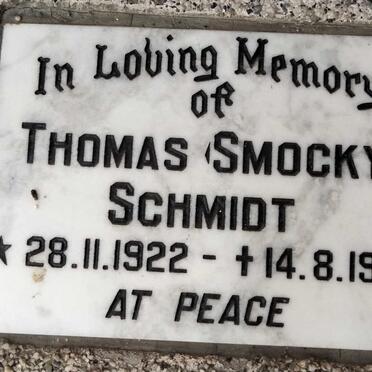 In Loving Memory
of
THOMAS (SMOCKY
SCHMIDT
★ 28.11.1922 - ✝14.8.19
AT PEACE